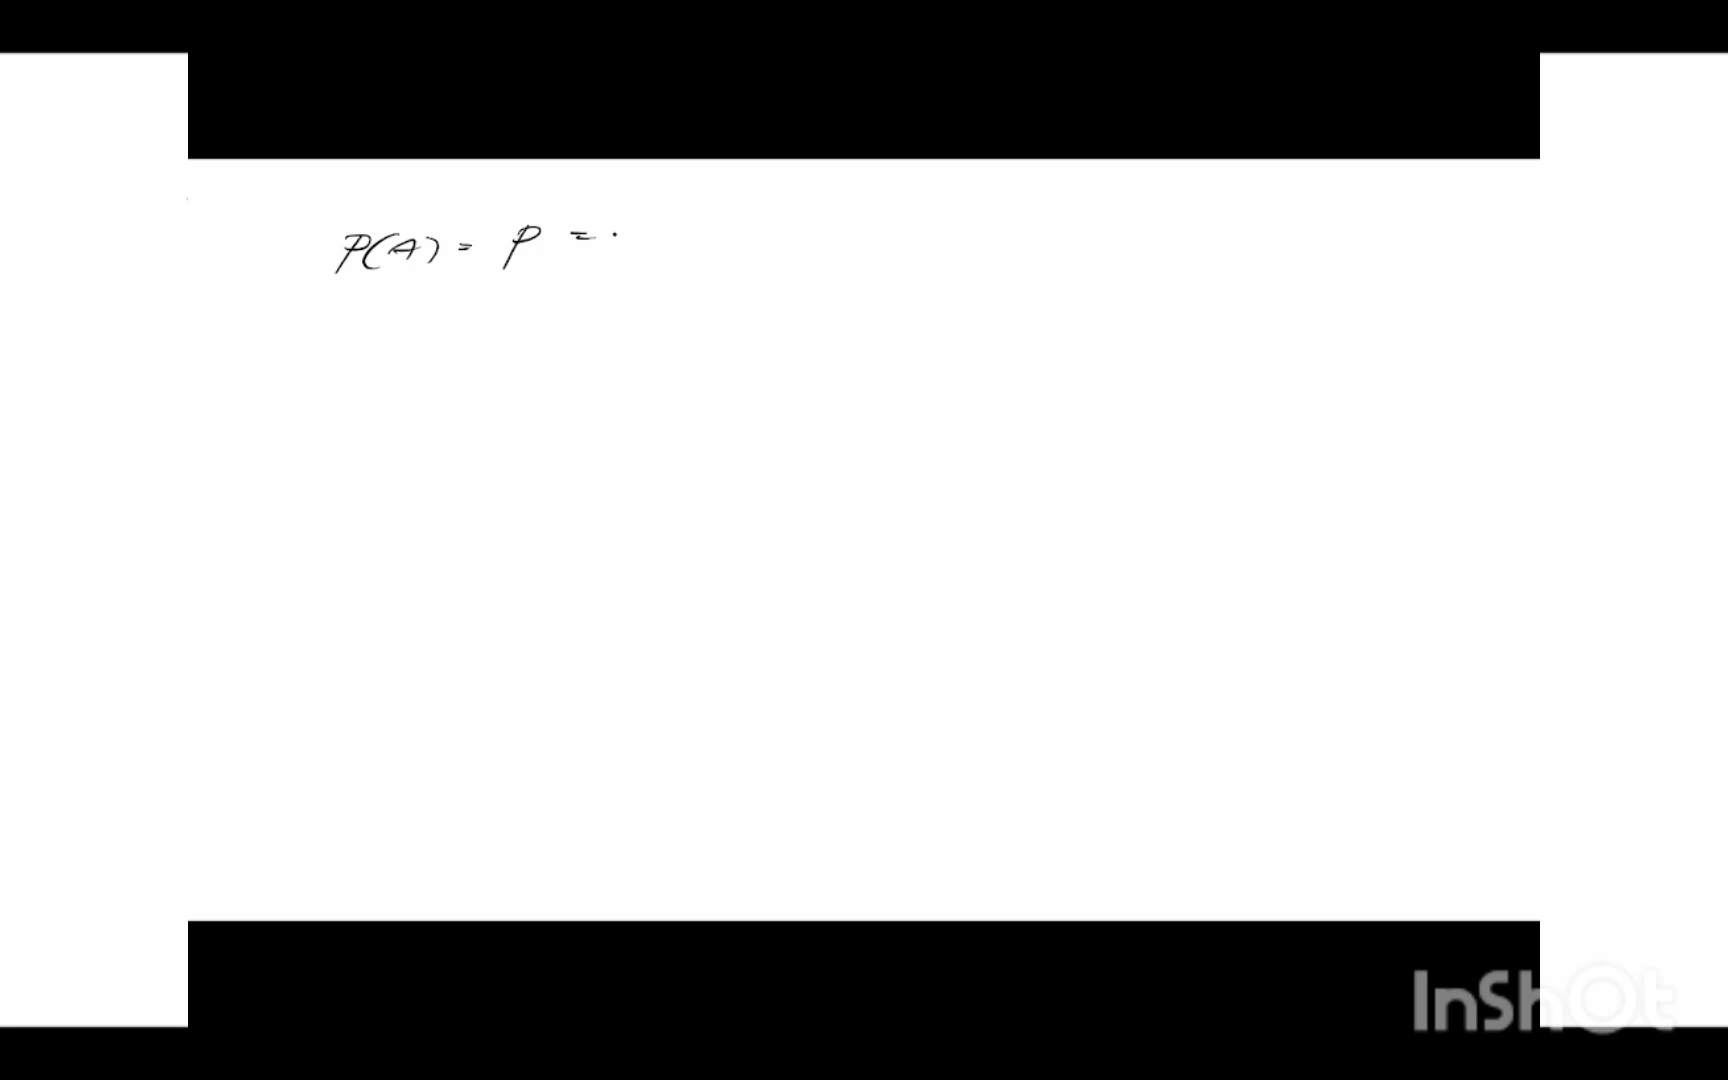 P(A) = P = .
InShOt